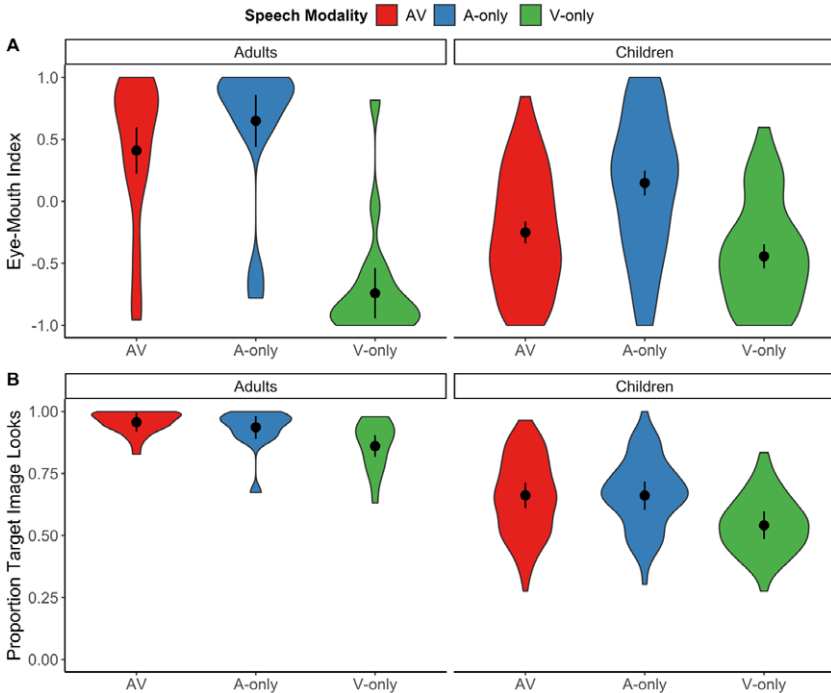 Speech Modality AV A-only V-only
A
Adults Children
Eye-Mouth Index
1.0
0.5
0.0
-0.5
-1.0
AV A-only V-only AV A-only V-only
B
Adults Children
Proportion Target Image Looks
1.00
0.75
0.50
0.25
0.00
AV A-only V-only AV A-only V-only